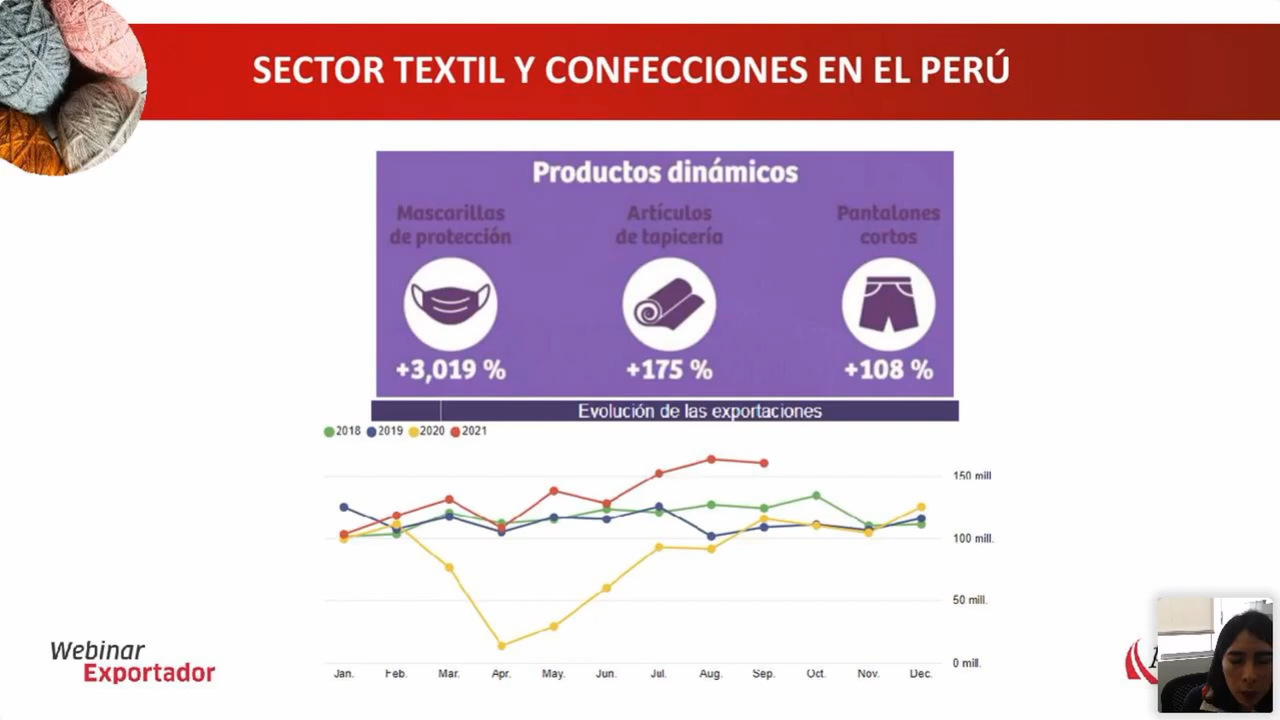 SECTOR TEXTIL Y CONFECCIONES EN EL PERÚ
Productos dinámicos
Mascarillas
de protección
Artículos
de tapicería
Pantalones
cortos
+3,019 %
+175 %
+108 %
Evolución de las exportaciones
2018 2019 2020 2021
150 mill
100 mill.
50 mill.
0 mill.
Jan. Feb. Mar. Apr. May. Jun. Jul. Aug. Sep. Oct. Nov. Dec.
Webinar
Exportador